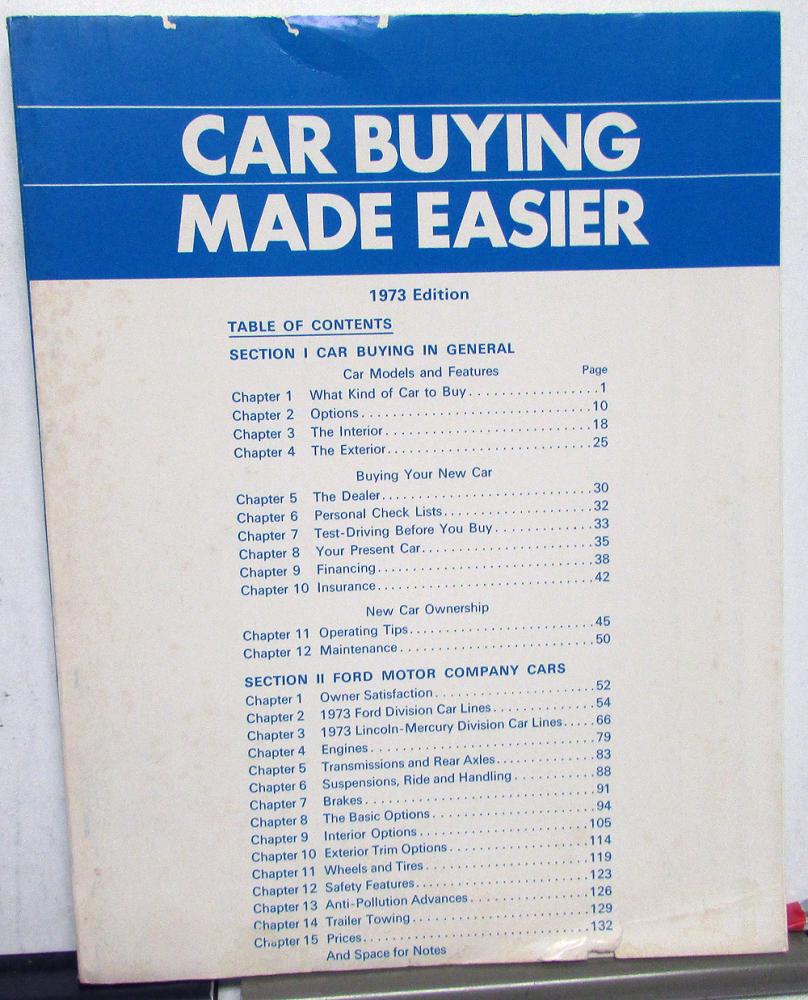 CAR BUYING
MADE EASIER
1973 Edition
TABLE OF CONTENTS
SECTION I CAR BUYING IN GENERAL
Car Models and Features Page
Chapter 1 What Kind of Car to Buy.................1
Chapter 2 Options.............................10
Chapter 3 The Interior..........................18
Chapter 4 The Exterior..........................25
Buying Your New Car
Chapter 5 The Dealer...........................30
Chapter 6 Personal Check Lists...................32
Chapter 7 Test-Driving Before You Buy.............33
Chapter 8 Your Present Car......................35
Chapter 9 Financing...........................38
Chapter 10 Insurance...........................42
New Car Ownership
Chapter 11 Operating Tips.......................45
Chapter 12 Maintenance........................50
SECTION II FORD MOTOR COMPANY CARS
Chapter 1 Owner Satisfaction....................52
Chapter 2 1973 Ford Division Car Lines.............54
Chapter 3 1973 Lincoln-Mercury Division Car Lines.....66
Chapter 4 Engines............................79
Chapter 5 Transmissions and Rear Axles............83
Chapter 6 Suspensions, Ride and Handling..........88
Chapter 7 Brakes.............................91
Chapter 8 The Basic Options.....................94
Chapter 9 Interior Options......................105
Chapter 10 Exterior Trim Options..................114
Chapter 11 Wheels and Tires.....................119
Chapter 12 Safety Features......................123
Chapter 13 Anti-Pollution Advances................126
Chapter 14 Trailer Towing.......................129
Chapter 15 Prices.............................132
And Space for Notes